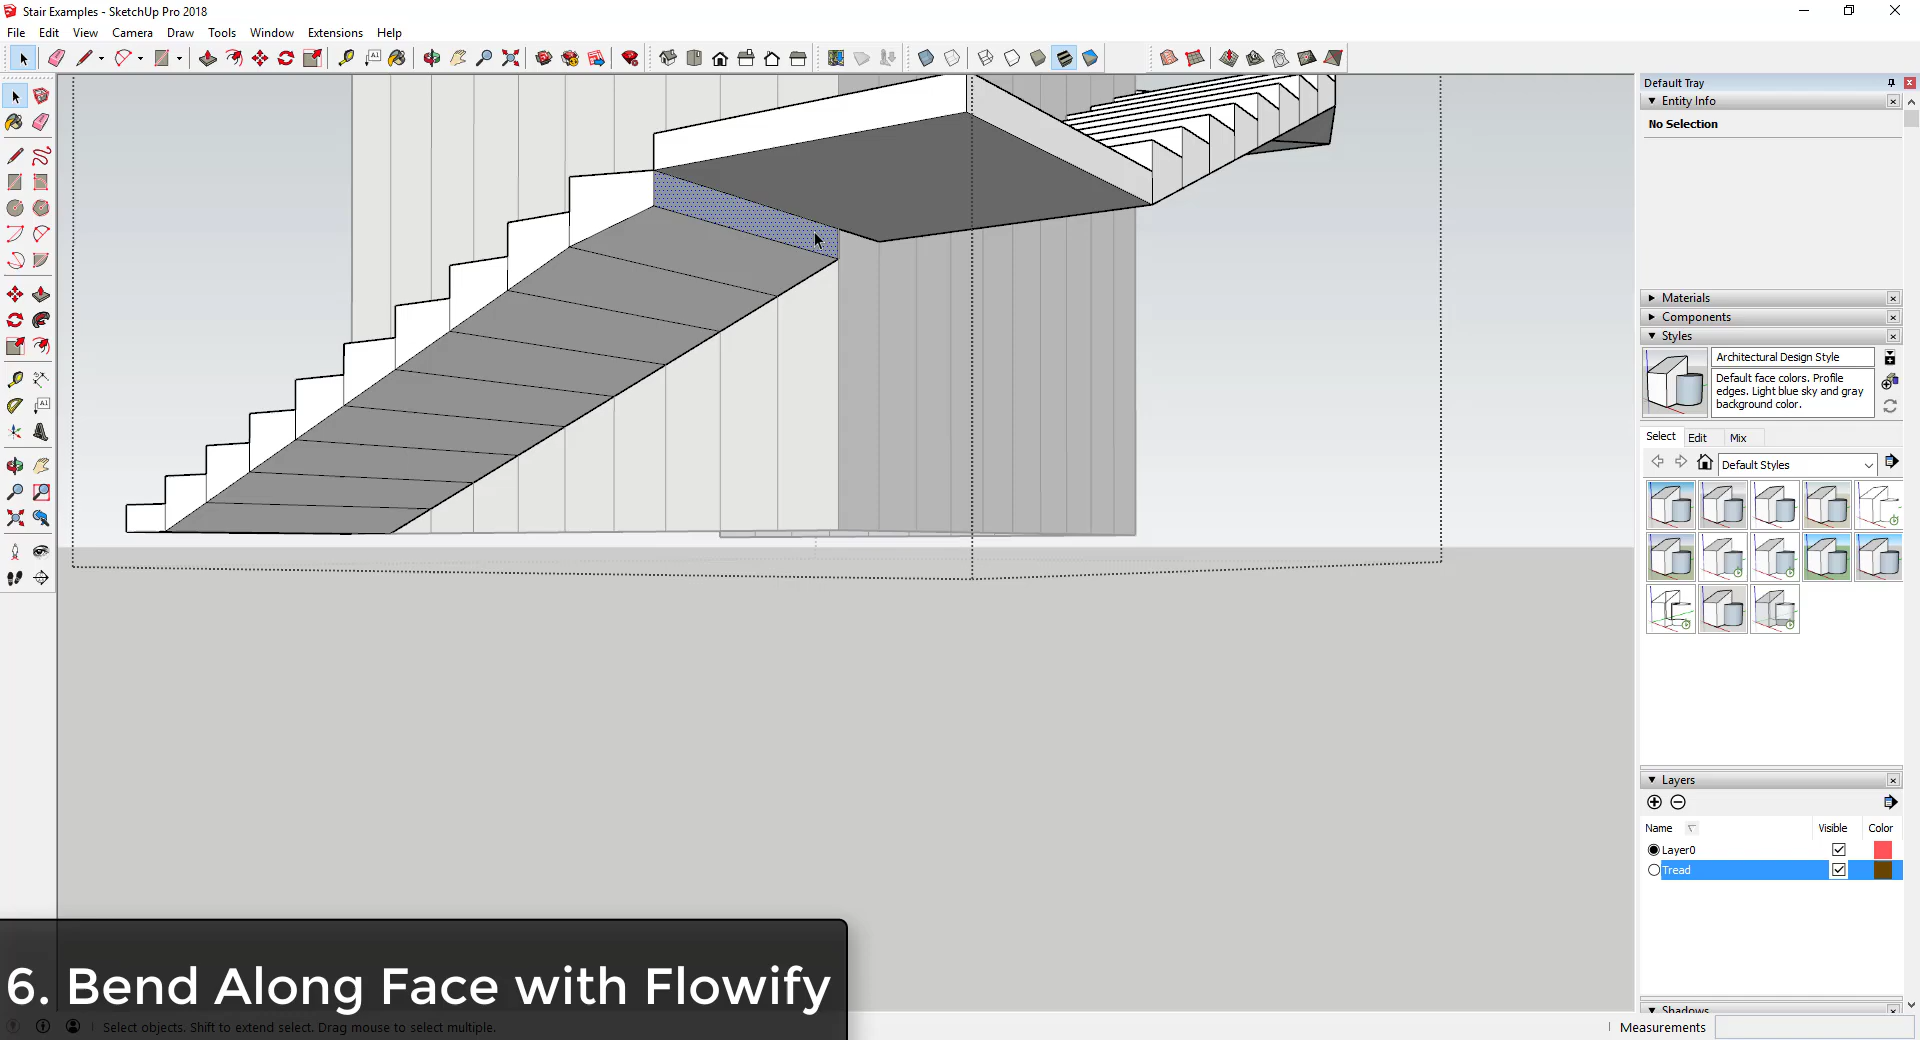 Stair Examples - SketchUp Pro 2018
File Edit View Camera Draw Tools Window Extensions Help
Default Tray
Entity Info
No Selection
Materials
Components
Styles
Architectural Design Style
Default face colors. Profile
edges. Light blue sky and gray
background color.
Select Edit Mix
Default Styles
Layers
Name Visible Color
Layer0
Tread
Shadows
6. Bend Along Face with Flowify
Select objects. Shift to extend select. Drag mouse to select multiple.
Measurements